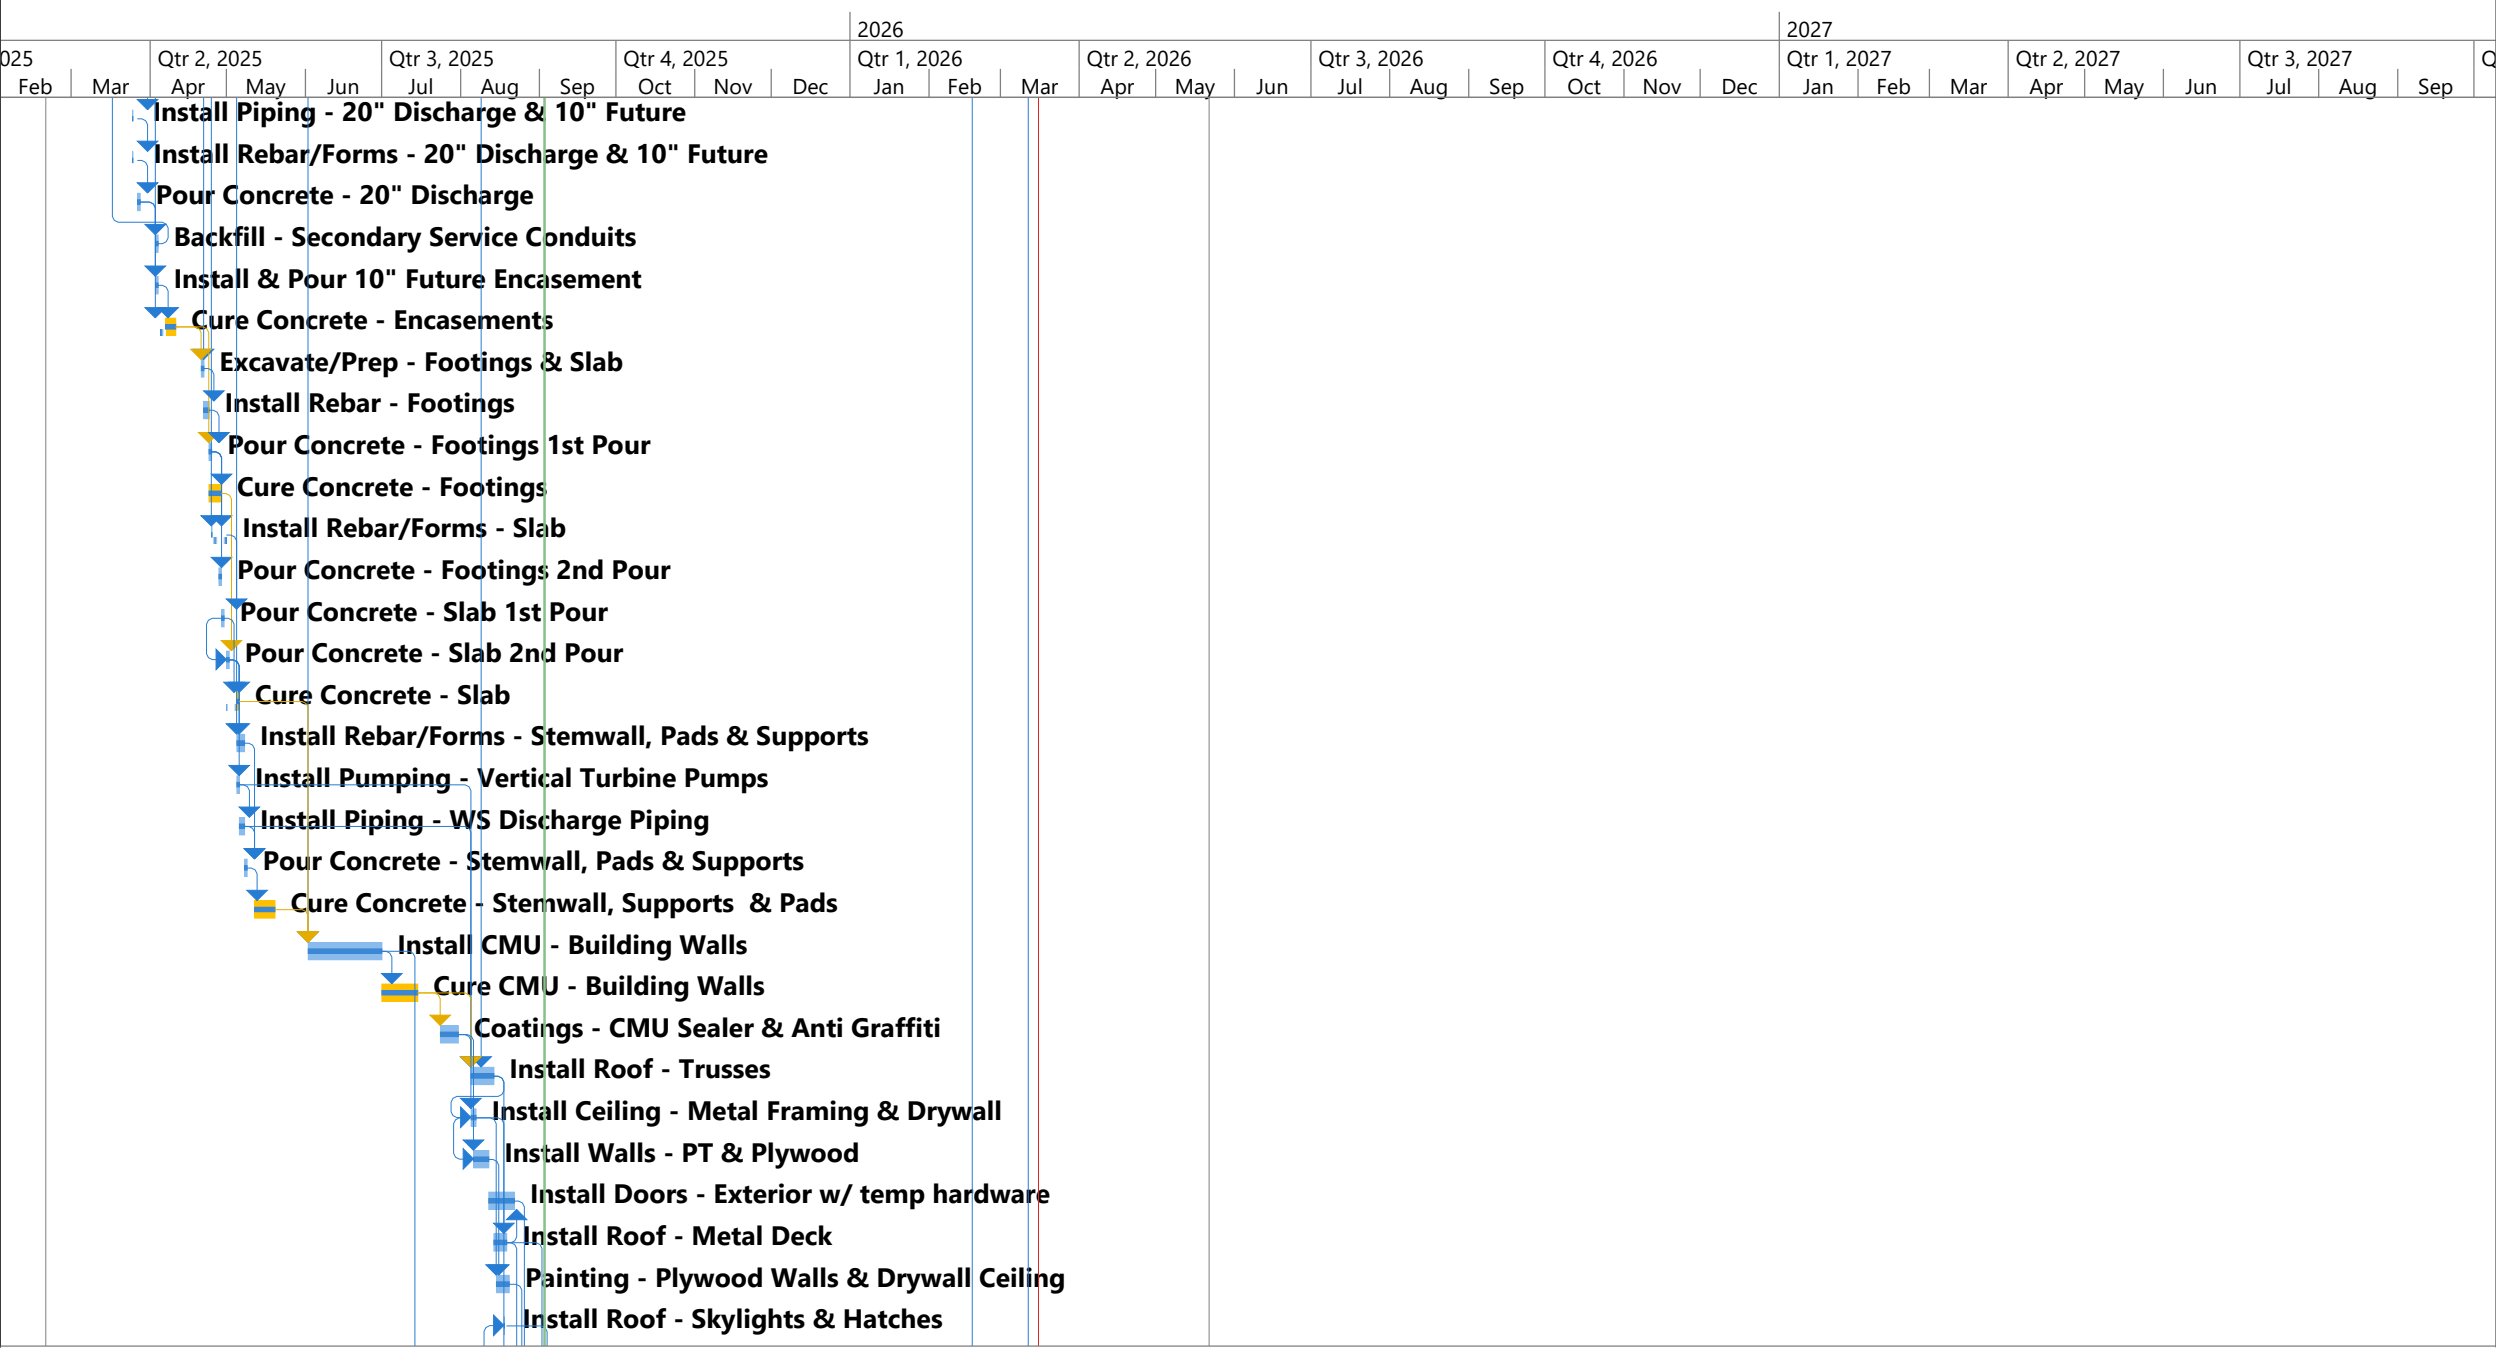 2026 2027
025 Qtr 2, 2025 Qtr 3, 2025 Qtr 4, 2025 Qtr 1, 2026 Qtr 2, 2026 Qtr 3, 2026 Qtr 4, 2026 Qtr 1, 2027 Qtr 2, 2027 Qtr 3, 2027 Q
Feb Mar Apr May Jun Jul Aug Sep Oct Nov Dec Jan Feb Mar Apr May Jun Jul Aug Sep Oct Nov Dec Jan Feb Mar Apr May Jun Jul Aug Sep
Install Piping - 20" Discharge & 10" Future
Install Rebar/Forms - 20" Discharge & 10" Future
Pour Concrete - 20" Discharge
Backfill - Secondary Service Conduits
Install & Pour 10" Future Encasement
Cure Concrete - Encasements
Excavate/Prep - Footings & Slab
Install Rebar - Footings
Pour Concrete - Footings 1st Pour
Cure Concrete - Footings
Install Rebar/Forms - Slab
Pour Concrete - Footings 2nd Pour
Pour Concrete - Slab 1st Pour
Pour Concrete - Slab 2nd Pour
Cure Concrete - Slab
Install Rebar/Forms - Stemwall, Pads & Supports
Install Pumping - Vertical Turbine Pumps
Install Piping - WS Discharge Piping
Pour Concrete - Stemwall, Pads & Supports
Cure Concrete - Stemwall, Supports  & Pads
Install CMU - Building Walls
Cure CMU - Building Walls
Coatings - CMU Sealer & Anti Graffiti
Install Roof - Trusses
Install Ceiling - Metal Framing & Drywall
Install Walls - PT & Plywood
Install Doors - Exterior w/ temp hardware
Install Roof - Metal Deck
Painting - Plywood Walls & Drywall Ceiling
Install Roof - Skylights & Hatches